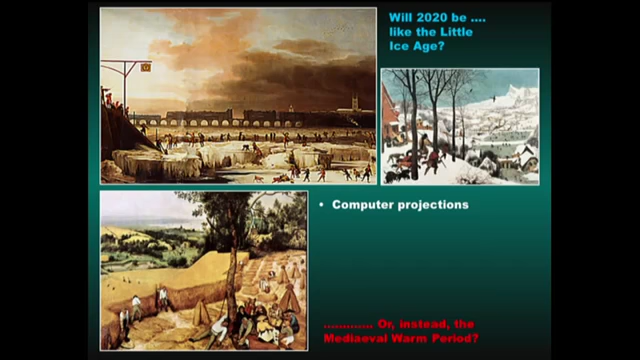 Will 2020 be ....
like the Little
Ice Age?
• Computer projections
............. Or, instead, the
Mediaeval Warm Period?